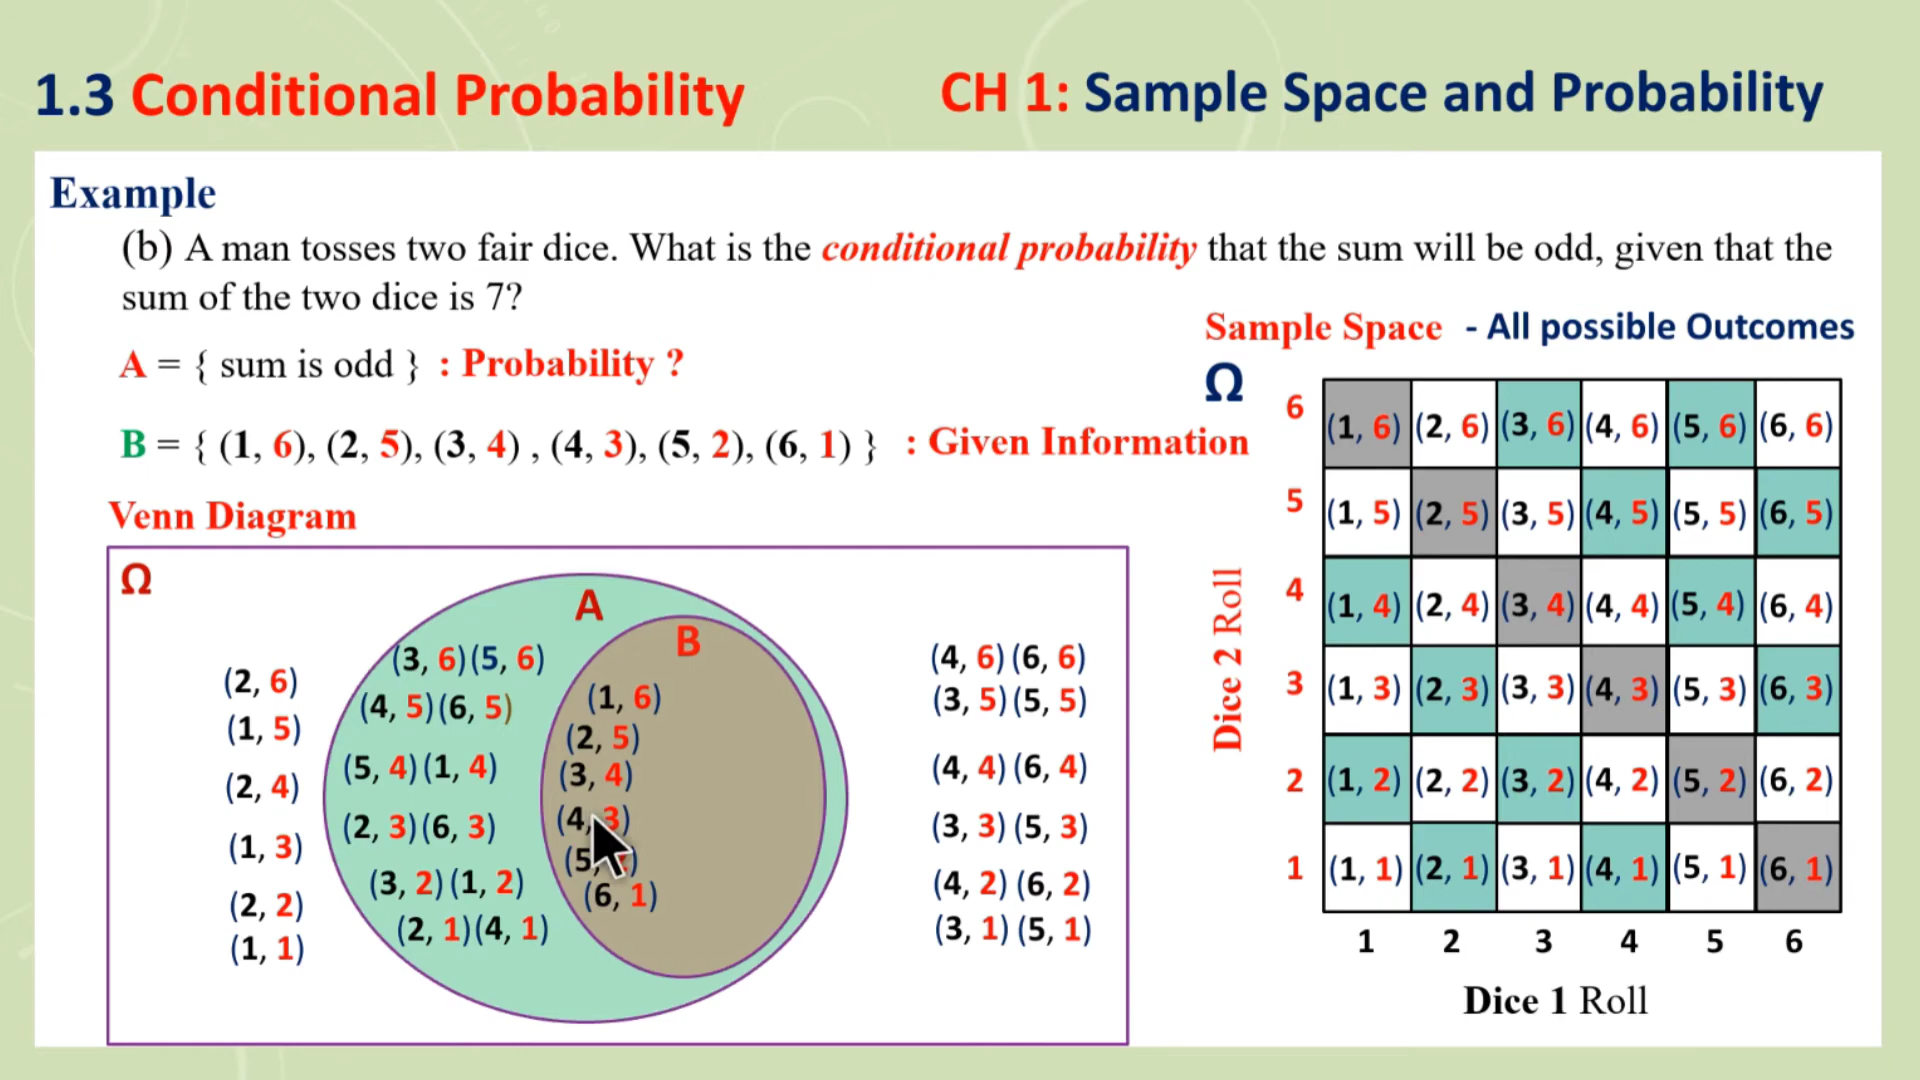 1.3 Conditional Probability
CH 1: Sample Space and Probability
Example
(b) A man tosses two fair dice. What is the conditional probability that the sum will be odd, given that the
sum of the two dice is 7?
A = { sum is odd } : Probability ?
B = { (1, 6), (2, 5), (3, 4) , (4, 3), (5, 2), (6, 1) } : Given Information
Venn Diagram
Ω
A
B
(2, 6)
(1, 5)
(2, 4)
(1, 3)
(2, 2)
(1, 1)
(3, 6)(5, 6)
(4, 5)(6, 5)
(5, 4)(1, 4)
(2, 3)(6, 3)
(3, 2)(1, 2)
(2, 1)(4, 1)
(1, 6)
(2, 5)
(3, 4)
(4, 3)
(5, )
(6, 1)
(4, 6)(6, 6)
(3, 5)(5, 5)
(4, 4)(6, 4)
(3, 3)(5, 3)
(4, 2)(6, 2)
(3, 1)(5, 1)
Sample Space - All possible Outcomes
Ω
Dice 2 Roll
6 (1, 6) (2, 6) (3, 6) (4, 6) (5, 6) (6, 6)
5 (1, 5) (2, 5) (3, 5) (4, 5) (5, 5) (6, 5)
4 (1, 4) (2, 4) (3, 4) (4, 4) (5, 4) (6, 4)
3 (1, 3) (2, 3) (3, 3) (4, 3) (5, 3) (6, 3)
2 (1, 2) (2, 2) (3, 2) (4, 2) (5, 2) (6, 2)
1 (1, 1) (2, 1) (3, 1) (4, 1) (5, 1) (6, 1)
1 2 3 4 5 6
Dice 1 Roll